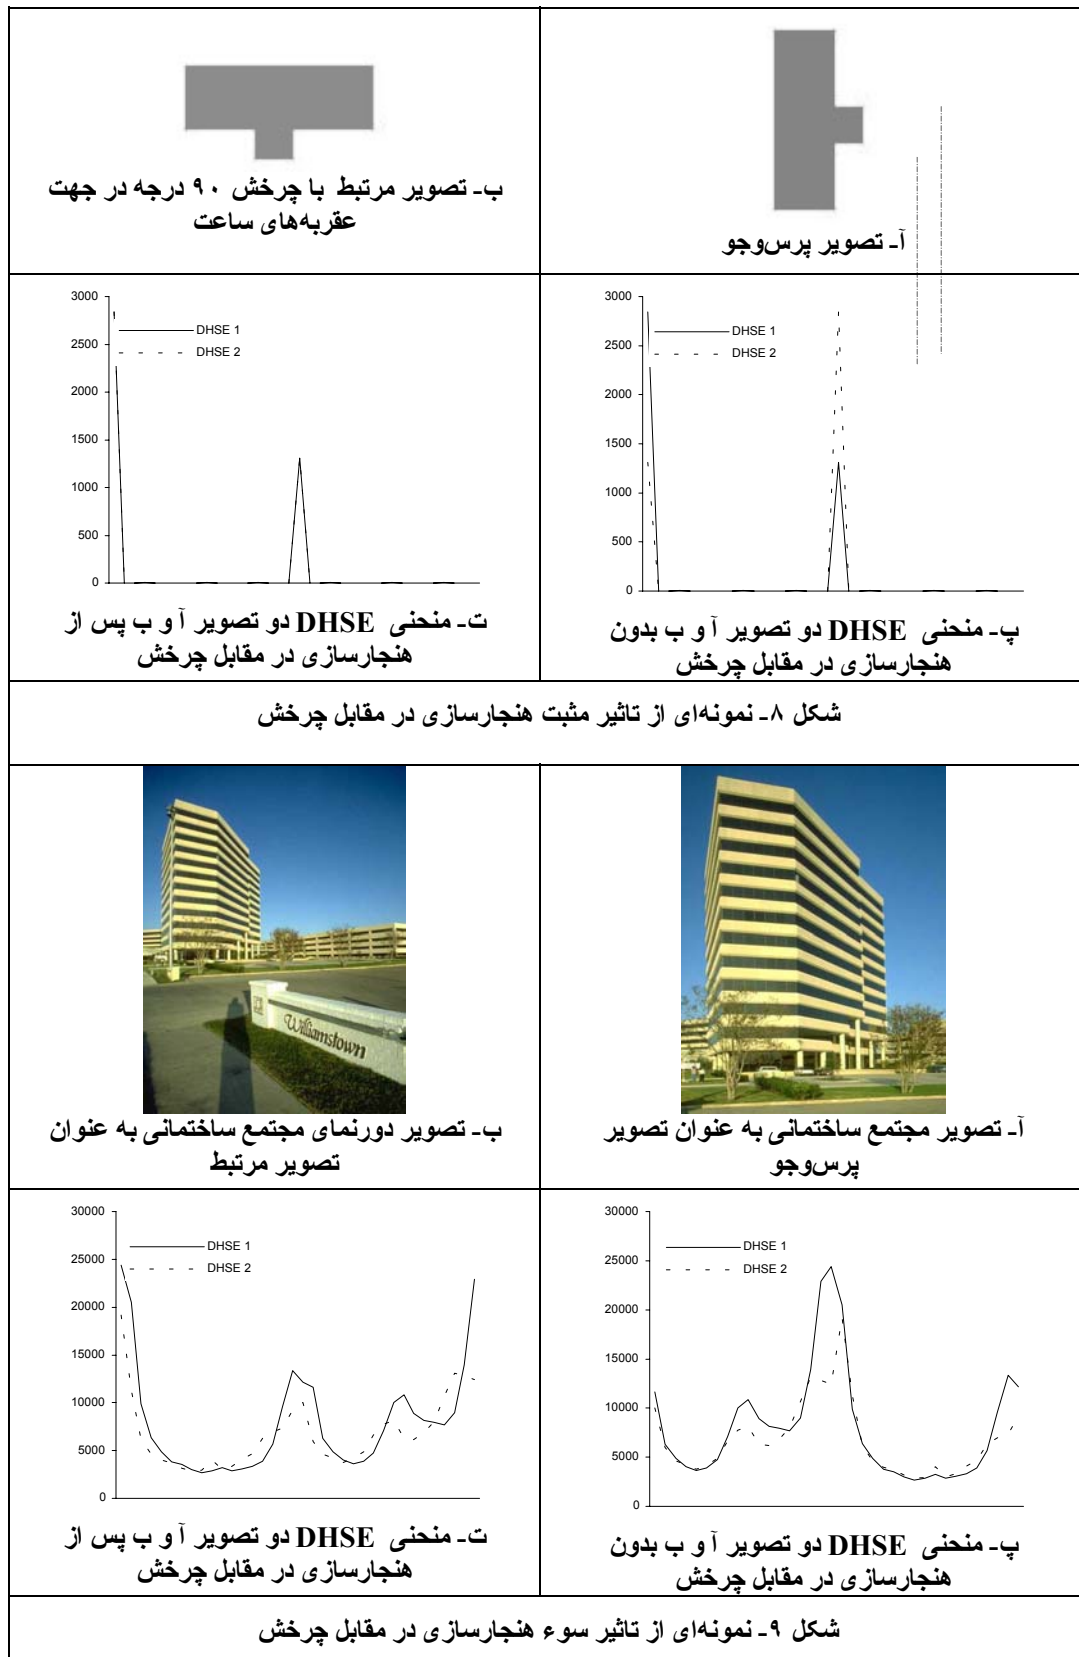 آ- تصویر پرس‌وجو
ب- تصویر مرتبط با چرخش ۹۰ درجه در جهت
عقربه‌های ساعت
3000
2500
2000
1500
1000
500
0
DHSE 1
DHSE 2
پ- منحنی DHSE دو تصویر آ و ب بدون
هنجارسازی در مقابل چرخش
3000
2500
2000
1500
1000
500
0
DHSE 1
DHSE 2
ت- منحنی DHSE دو تصویر آ و ب پس از
هنجارسازی در مقابل چرخش
شکل ۸- نمونه‌ای از تاثیر مثبت هنجارسازی در مقابل چرخش
آ- تصویر مجتمع ساختمانی به عنوان تصویر
پرس‌وجو
Williamstown
ب- تصویر دورنمای مجتمع ساختمانی به عنوان
تصویر مرتبط
30000
25000
20000
15000
10000
5000
0
DHSE 1
DHSE 2
پ- منحنی DHSE دو تصویر آ و ب بدون
هنجارسازی در مقابل چرخش
30000
25000
20000
15000
10000
5000
0
DHSE 1
DHSE 2
ت- منحنی DHSE دو تصویر آ و ب پس از
هنجارسازی در مقابل چرخش
شکل ۹- نمونه‌ای از تاثیر سوء هنجارسازی در مقابل چرخش